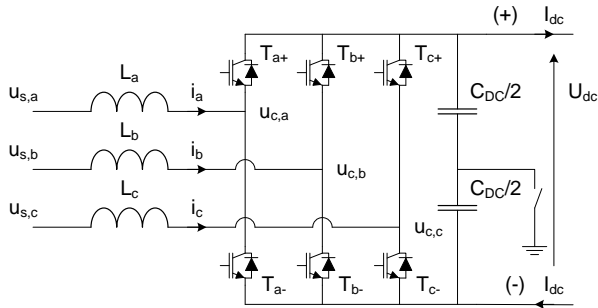 (+) I_dc
T_a+ T_b+ T_c+
L_a
u_s,a i_a
u_c,a
C_DC/2 U_dc
L_b
u_s,b i_b
u_c,b
L_c
C_DC/2
u_s,c i_c
u_c,c
T_a- T_b- T_c- (-) I_dc